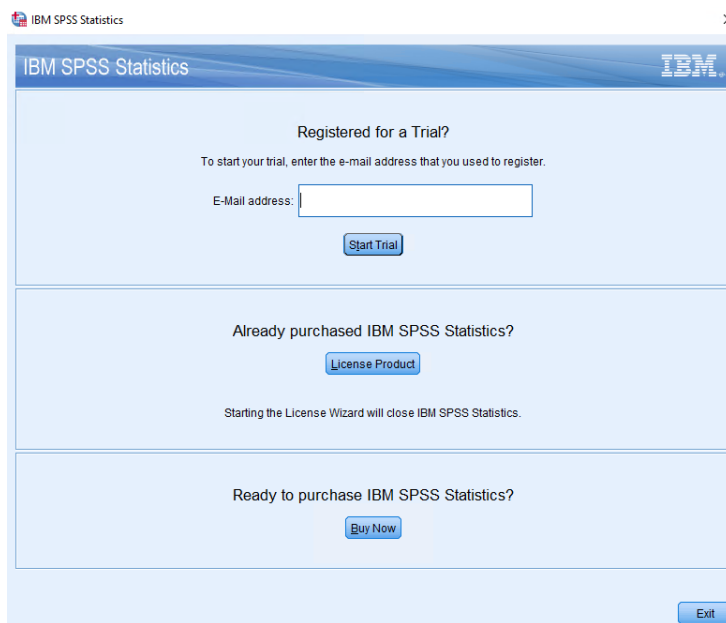 IBM SPSS Statistics
IBM SPSS Statistics
IBM®
Registered for a Trial?
To start your trial, enter the e-mail address that you used to register.
E-Mail address:
Start Trial
Already purchased IBM SPSS Statistics?
License Product
Starting the License Wizard will close IBM SPSS Statistics.
Ready to purchase IBM SPSS Statistics?
Buy Now
Exit